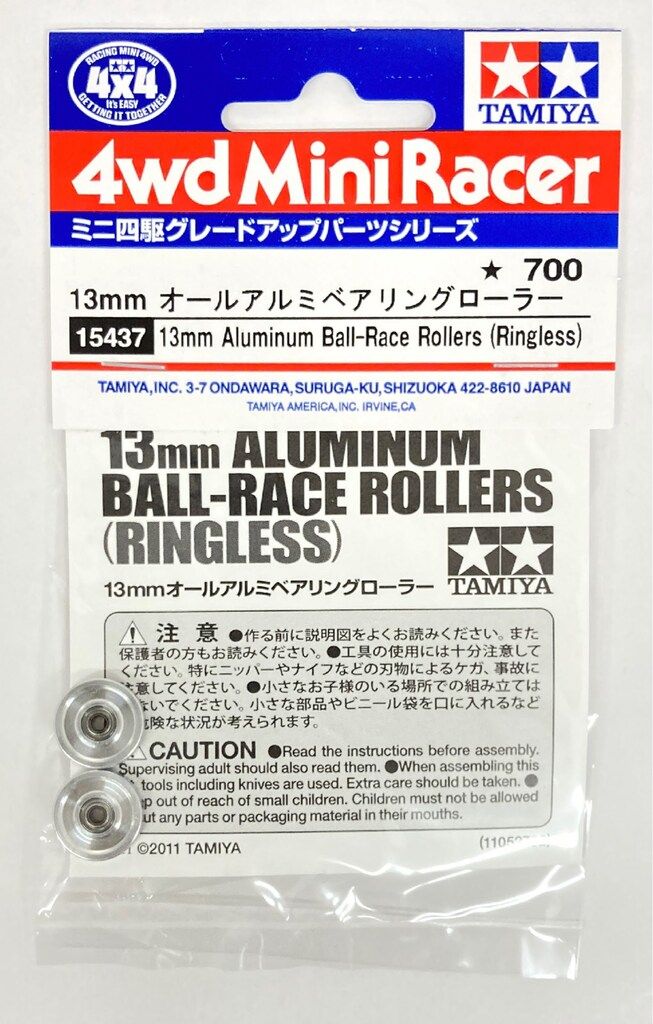 RACING MINI 4WD
4x4
It's EASY
GETTING IT TOGETHER
TAMIYA
4wd Mini Racer
ミニ四駆グレードアップパーツシリーズ
★ 700
13mm オールアルミベアリングローラー
15437 13mm Aluminum Ball-Race Rollers (Ringless)
TAMIYA, INC. 3-7 ONDAWARA, SURUGA-KU, SHIZUOKA 422-8610 JAPAN
TAMIYA AMERICA, INC. IRVINE, CA
13mm ALUMINUM
BALL-RACE ROLLERS
(RINGLESS)
TAMIYA
13mmオールアルミベアリングローラー
注意 ●作る前に説明図をよくお読みください。また
保護者の方もお読みください。●工具の使用には十分注意して
ください。特にニッパーやナイフなどの刃物によるケガ、事故に
注意してください。●小さなお子様のいる場所での組み立ては
ないでください。小さな部品やビニール袋を口に入れるなど
危険な状況が考えられます。
CAUTION ●Read the instructions before assembly.
Supervising adult should also read them. ●When assembling this
tools including knives are used. Extra care should be taken. ●
out of reach of small children. Children must not be allowed
put any parts or packaging material in their mouths.
©2011 TAMIYA